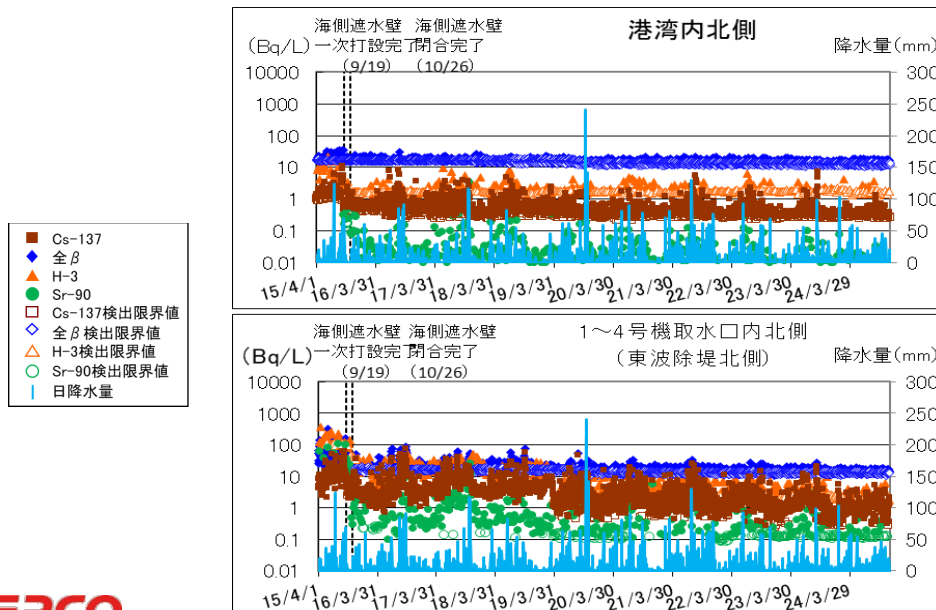 海側遮水壁 海側遮水壁
(Bq/L) 一次打設完了 閉合完了 港湾内北側 降水量(mm)
(9/19) (10/26)
10000 300
1000 250
100 200
10 150
1 100
0.1 50
0.01 0
15/4/1 16/3/31 17/3/31 18/3/31 19/3/31 20/3/30 21/3/30 22/3/30 23/3/30 24/3/29
Cs-137
全β
H-3
Sr-90
Cs-137検出限界値
全β検出限界値
H-3検出限界値
Sr-90検出限界値
日降水量
海側遮水壁 海側遮水壁 1～4号機取水口内北側
(Bq/L) 一次打設完了 閉合完了 (東波除堤北側) 降水量(mm)
(9/19) (10/26)
10000 300
1000 250
100 200
10 150
1 100
0.1 50
0.01 0
15/4/1 16/3/31 17/3/31 18/3/31 19/3/31 20/3/30 21/3/30 22/3/30 23/3/30 24/3/29